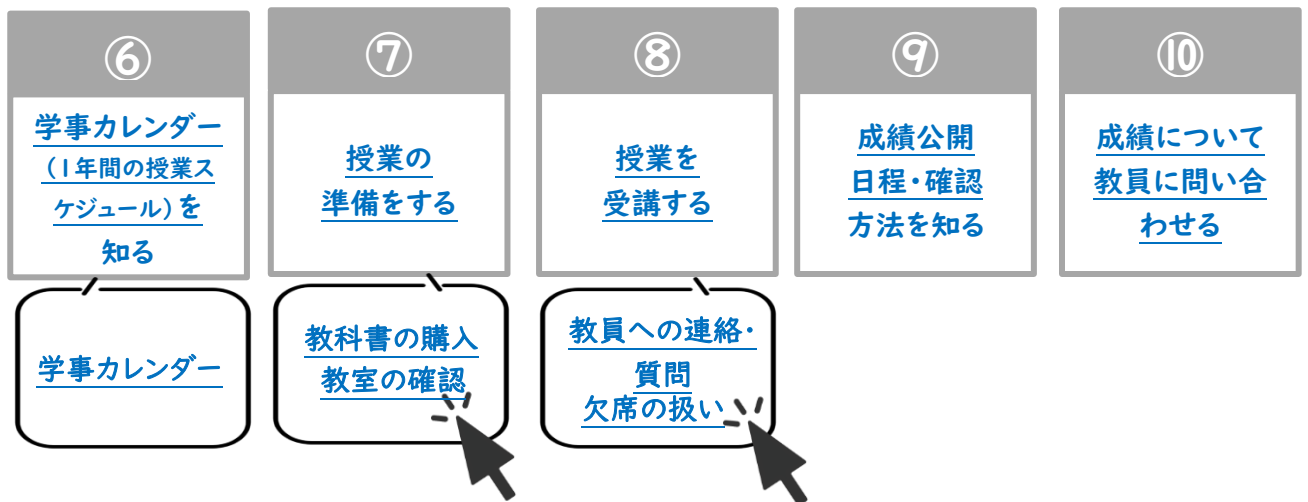 ⑥
学事カレンダー
(1年間の授業ス
ケジュール)を
知る
学事カレンダー
⑦
授業の
準備をする
教科書の購入
教室の確認
⑧
授業を
受講する
教員への連絡・
質問
欠席の扱い
⑨
成績公開
日程・確認
方法を知る
⑩
成績について
教員に問い合
わせる